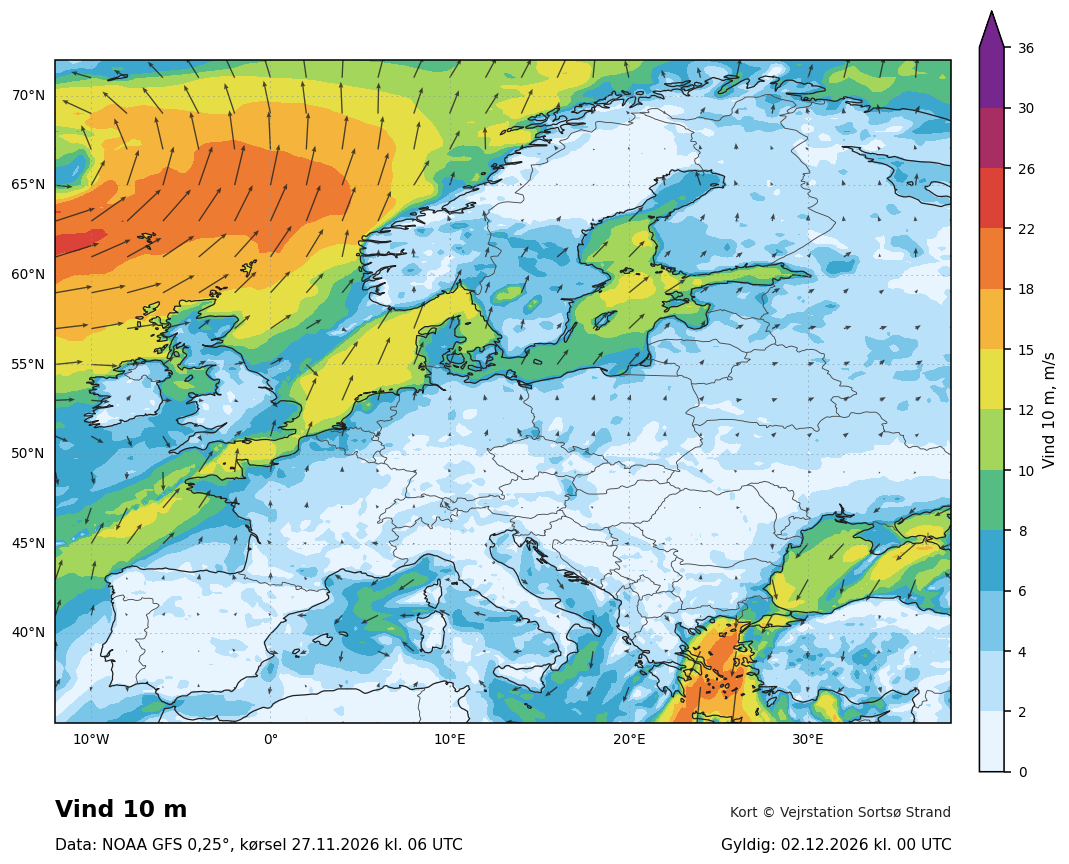 36
70°N
30
65°N
26
22
60°N
18
15
55°N
12
Vind 10 m, m/s
50°N
10
8
45°N
6
40°N
4
2
10°W 0° 10°E 20°E 30°E
0
Vind 10 m
Kort © Vejrstation Sortsø Strand
Data: NOAA GFS 0,25°, kørsel 27.11.2026 kl. 06 UTC
Gyldig: 02.12.2026 kl. 00 UTC